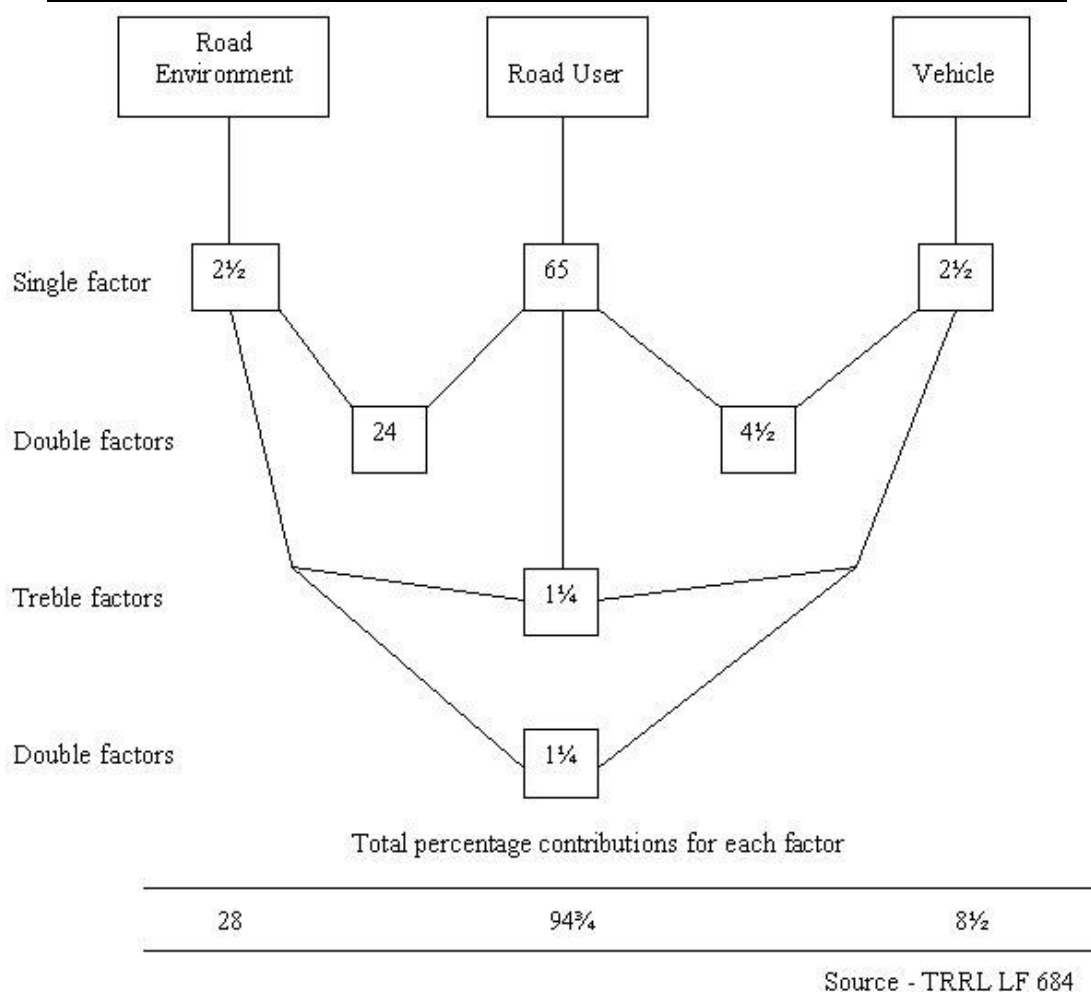 Road
Environment
Road User
Vehicle
Single factor
2½
65
2½
Double factors
24
4½
Treble factors
1¼
Double factors
1¼
Total percentage contributions for each factor
28
94¾
8½
Source - TRRL LF 684